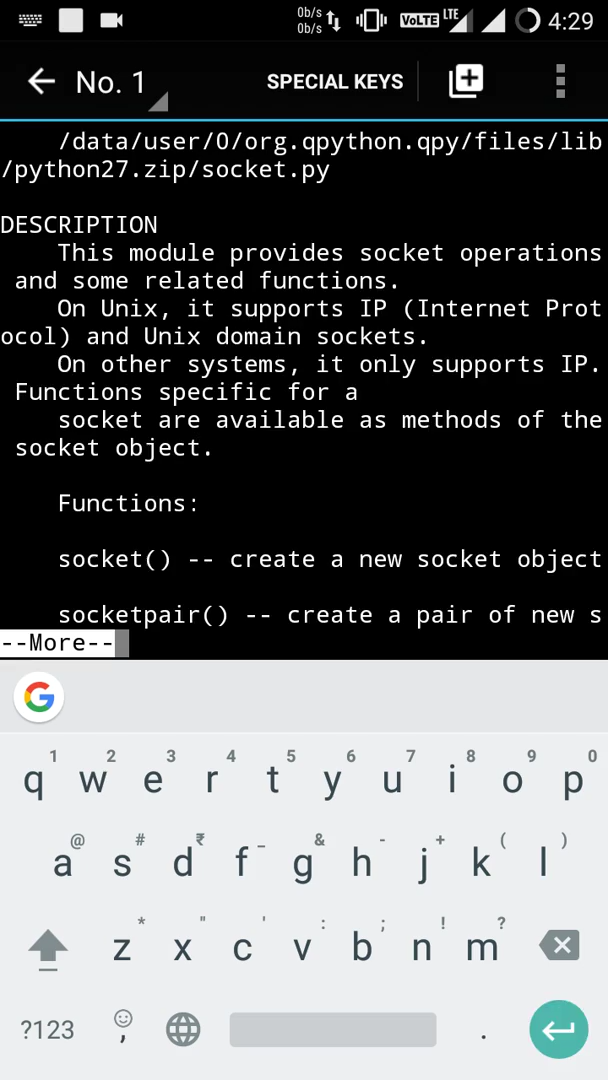 0b/s
0b/s
VoLTE
LTE
4:29
No. 1
SPECIAL KEYS
/data/user/0/org.qpython.qpy/files/lib
/python27.zip/socket.py
DESCRIPTION
This module provides socket operations
and some related functions.
On Unix, it supports IP (Internet Prot
ocol) and Unix domain sockets.
On other systems, it only supports IP.
Functions specific for a
socket are available as methods of the
socket object.
Functions:
socket() -- create a new socket object
socketpair() -- create a pair of new s
--More--
G
1 2 3 4 5 6 7 8 9 0
q w e r t y u i o p
@ # ₹ _ & - + ( )
a s d f g h j k l
* " ' : ; ! ?
z x c v b n m
?123 , .